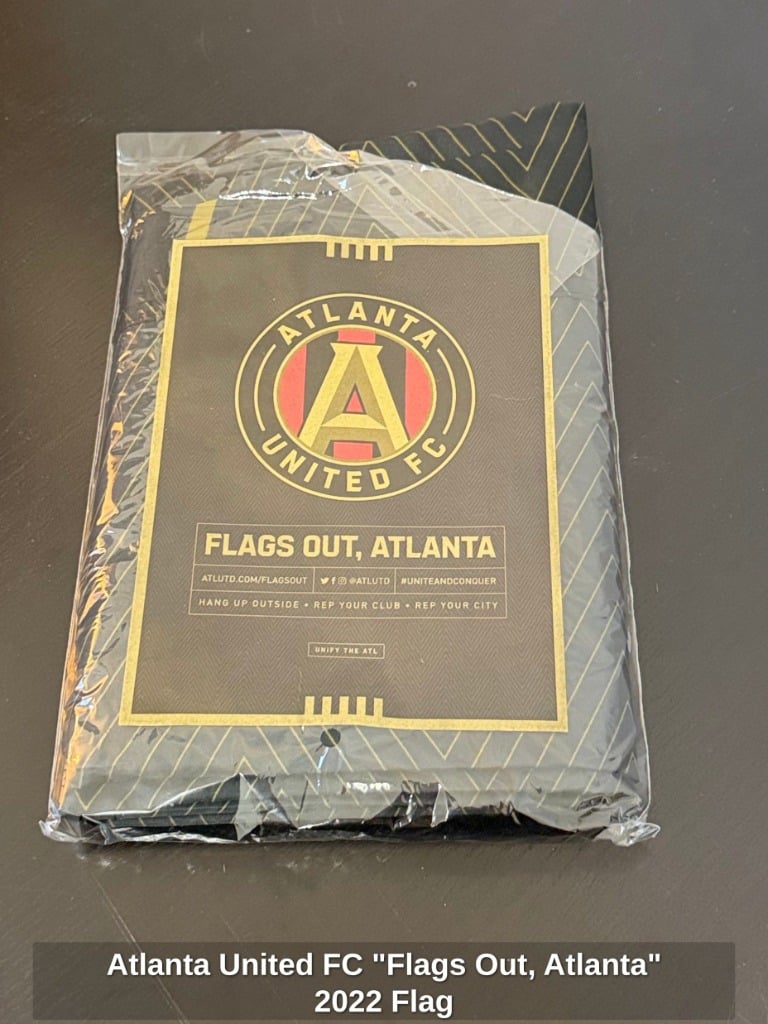 ATLANTA
A
UNITED FC
FLAGS OUT, ATLANTA
ATLUTD.COM/FLAGSOUT @ATLUTD #UNITEANDCONQUER
HANG UP OUTSIDE • REP YOUR CLUB • REP YOUR CITY
UNIFY THE ATL
Atlanta United FC "Flags Out, Atlanta"
2022 Flag